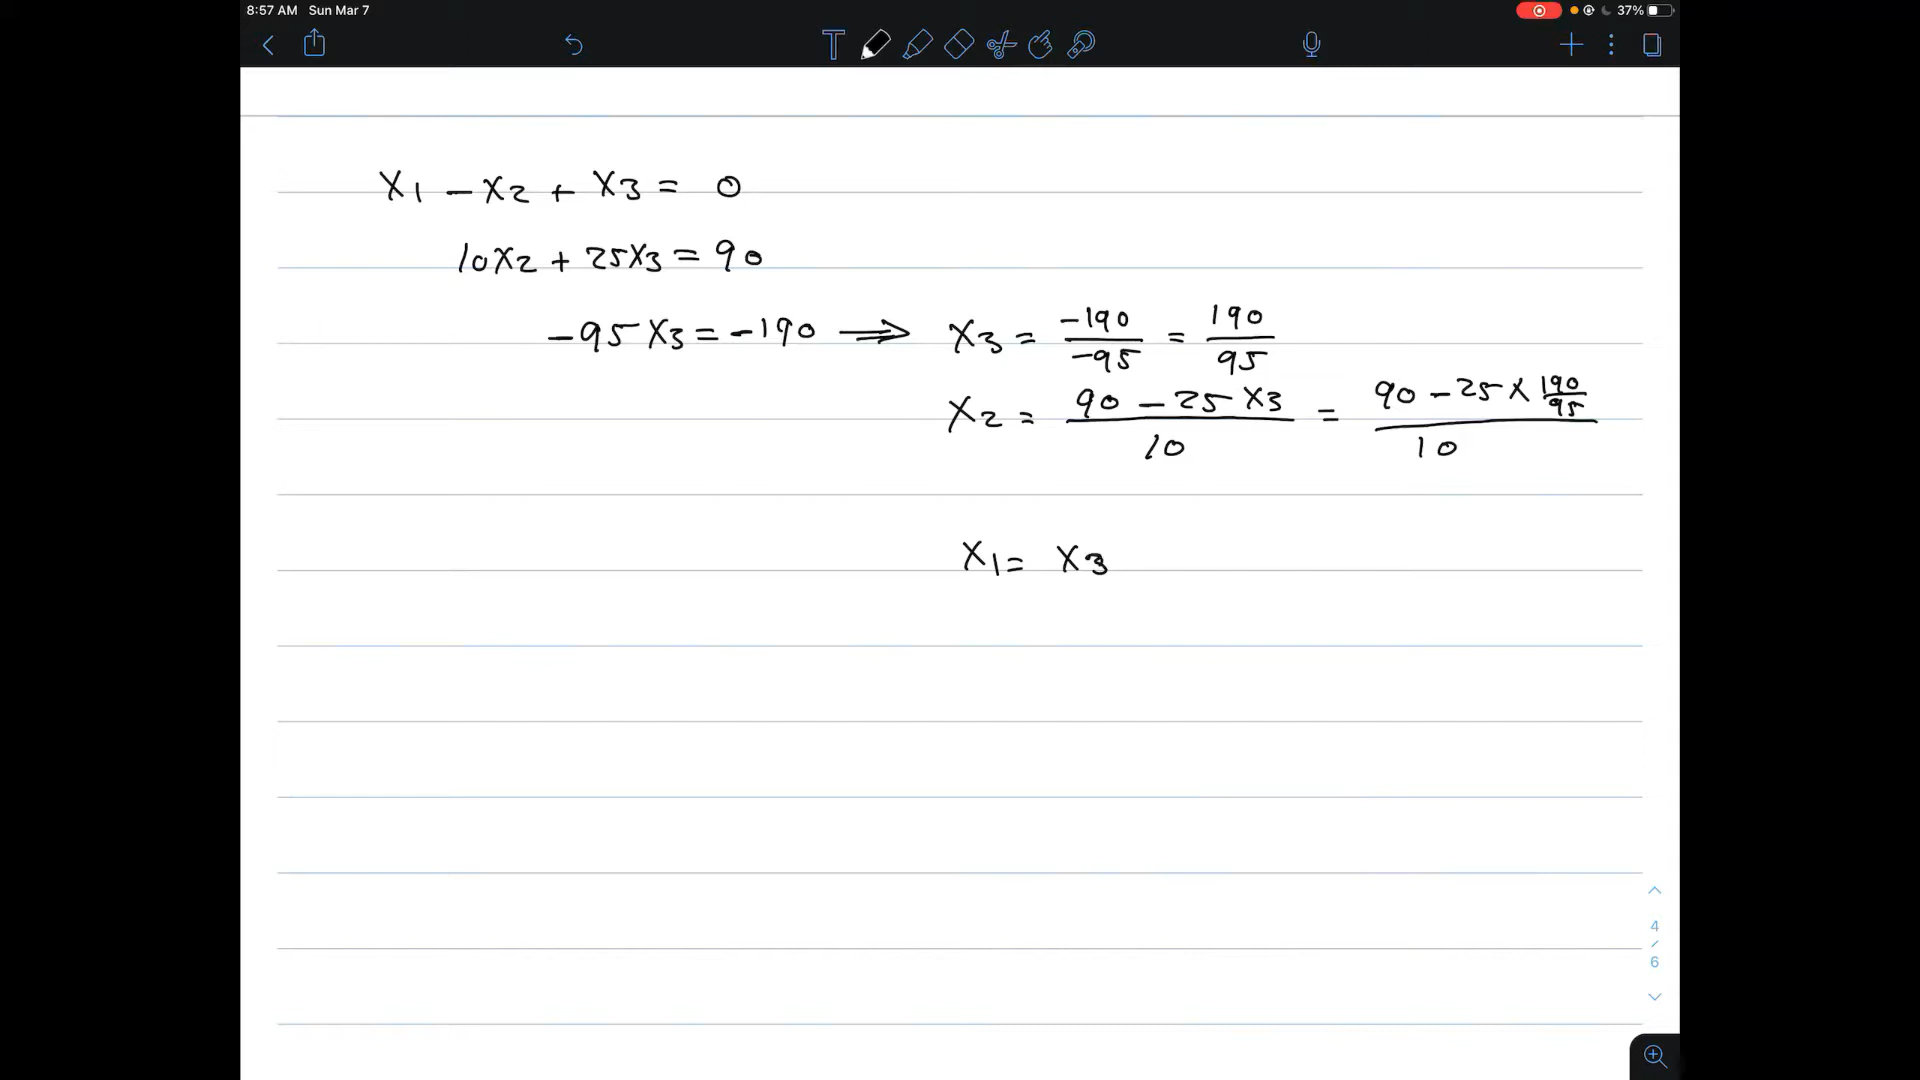 8:57 AM Sun Mar 7
37%
T
X1 - X2 + X3 = 0
10X2 + 25X3 = 90
-95X3 = -190 ⟹ X3 = -190/-95 = 190/95
X2 = 90 - 25X3/10 = 90 - 25 × 190/95/10
X1 = X3
4
/
6